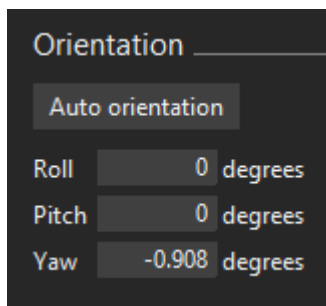 Orientation
Auto orientation
Roll 0 degrees
Pitch 0 degrees
Yaw -0.908 degrees